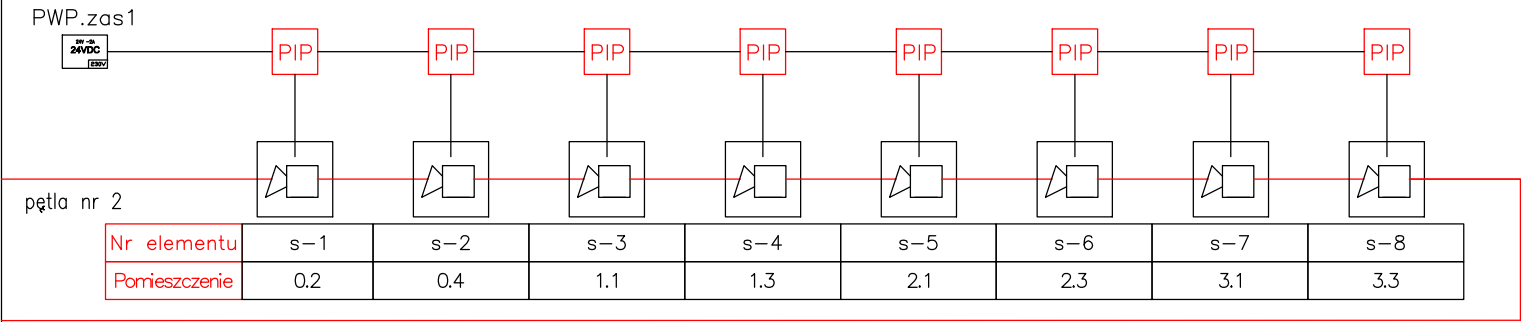 PWP.zas1
24V -2A
24VDC
230V
PIP PIP PIP PIP PIP PIP PIP PIP
pętla nr 2
Nr elementu s-1 s-2 s-3 s-4 s-5 s-6 s-7 s-8
Pomieszczenie 0.2 0.4 1.1 1.3 2.1 2.3 3.1 3.3